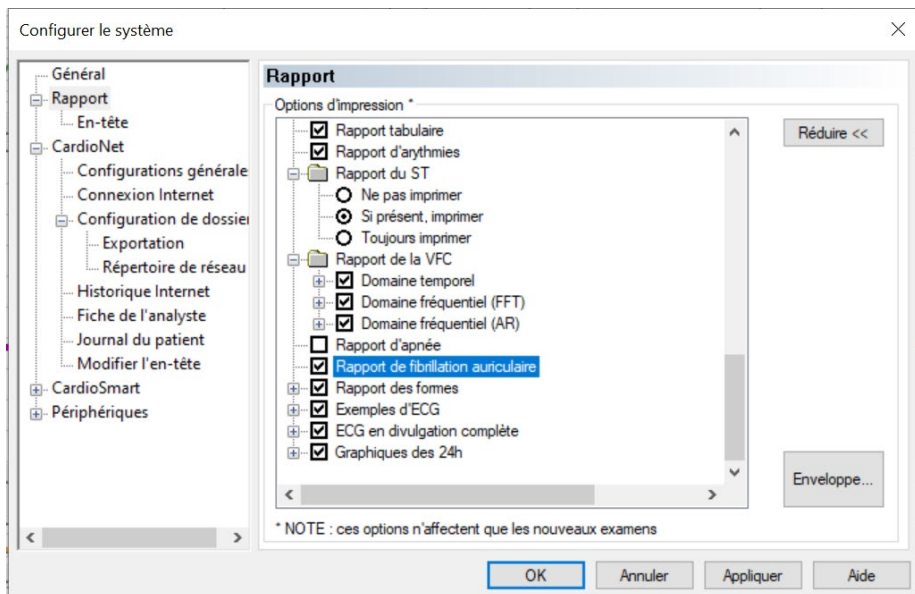 Configurer le système
Général
Rapport
En-tête
CardioNet
Configurations générale
Connexion Internet
Configuration de dossier
Exportation
Répertoire de réseau
Historique Internet
Fiche de l'analyste
Journal du patient
Modifier l'en-tête
CardioSmart
Périphériques
Rapport
Options d'impression *
Rapport tabulaire
Rapport d'arythmies
Rapport du ST
Ne pas imprimer
Si présent, imprimer
Toujours imprimer
Rapport de la VFC
Domaine temporel
Domaine fréquentiel (FFT)
Domaine fréquentiel (AR)
Rapport d'apnée
Rapport de fibrillation auriculaire
Rapport des formes
Exemples d'ECG
ECG en divulgation complète
Graphiques des 24h
Réduire <<
Enveloppe...
* NOTE : ces options n'affectent que les nouveaux examens
OK
Annuler
Appliquer
Aide